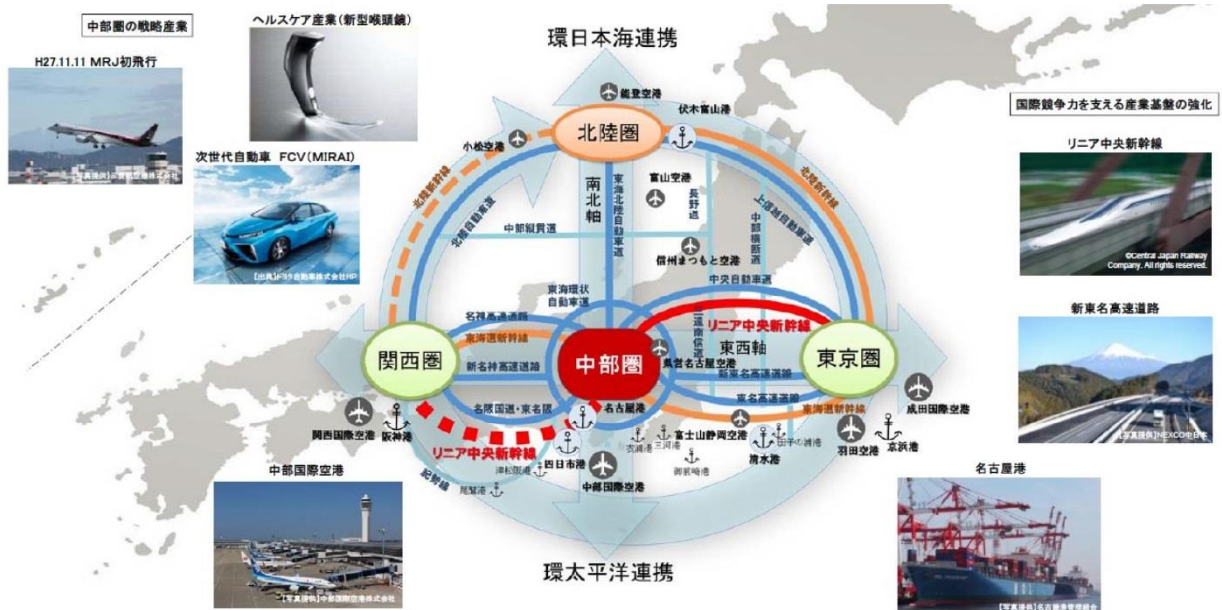 中部圏の戦略産業
H27.11.11 MRJ初飛行
ヘルスケア産業(新型喉頭鏡)
次世代自動車 FCV(MIRAI)
【出典】トヨタ自動車株式会社HP
環日本海連携
能登空港
伏木富山港
北陸圏
小松空港
北陸新幹線
北陸自動車道
南北軸
東海北陸自動車道
富山空港
長野道
北陸新幹線
上信越自動車道
中部縦貫道
中部横断道
信州まつもと空港
東海環状
自動車道
中央自動車道
名神高速道路
東海道新幹線
リニア中央新幹線
三遠南信道
東西軸
関西圏
中部圏
県営名古屋空港
東京圏
新名神高速道路
新東名高速道路
名阪国道・東名阪
名古屋港
東名高速道路
東海道新幹線
成田国際空港
関西国際空港
阪神港
リニア中央新幹線
四日市港
衣浦港
三河港
富士山静岡空港
清水港
田子の浦港
羽田空港
京浜港
津松阪港
御前崎港
紀勢線
尾鷲港
中部国際空港
環太平洋連携
中部国際空港
【写真提供】中部国際空港株式会社
国際競争力を支える産業基盤の強化
リニア中央新幹線
©Central Japan Railway
Company. All rights reserved.
新東名高速道路
【写真提供】NEXCO中日本
名古屋港
【写真提供】名古屋港管理組合